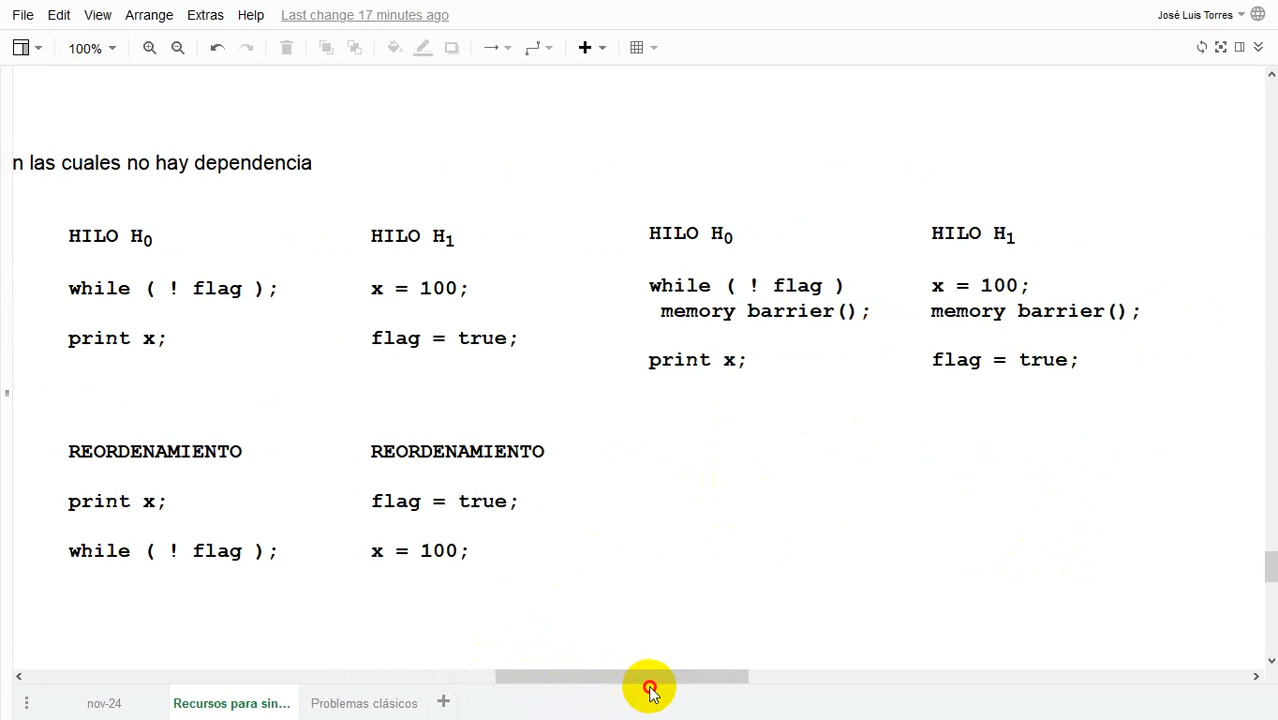 File Edit View Arrange Extras Help Last change 17 minutes ago José Luis Torres
100%
n las cuales no hay dependencia
HILO H0 HILO H1
while ( ! flag ); x = 100;
print x; flag = true;
HILO H0 HILO H1
while ( ! flag ) x = 100;
memory barrier(); memory barrier();
print x; flag = true;
REORDENAMIENTO REORDENAMIENTO
print x; flag = true;
while ( ! flag ); x = 100;
nov-24 Recursos para sin... Problemas clásicos